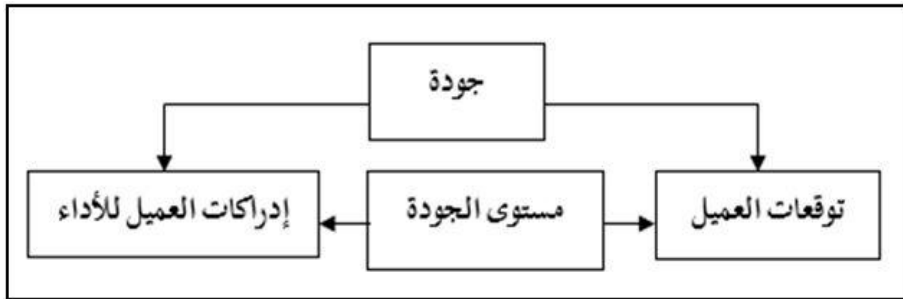 جودة
توقعات العميل
مستوى الجودة
إدراكات العميل للأداء